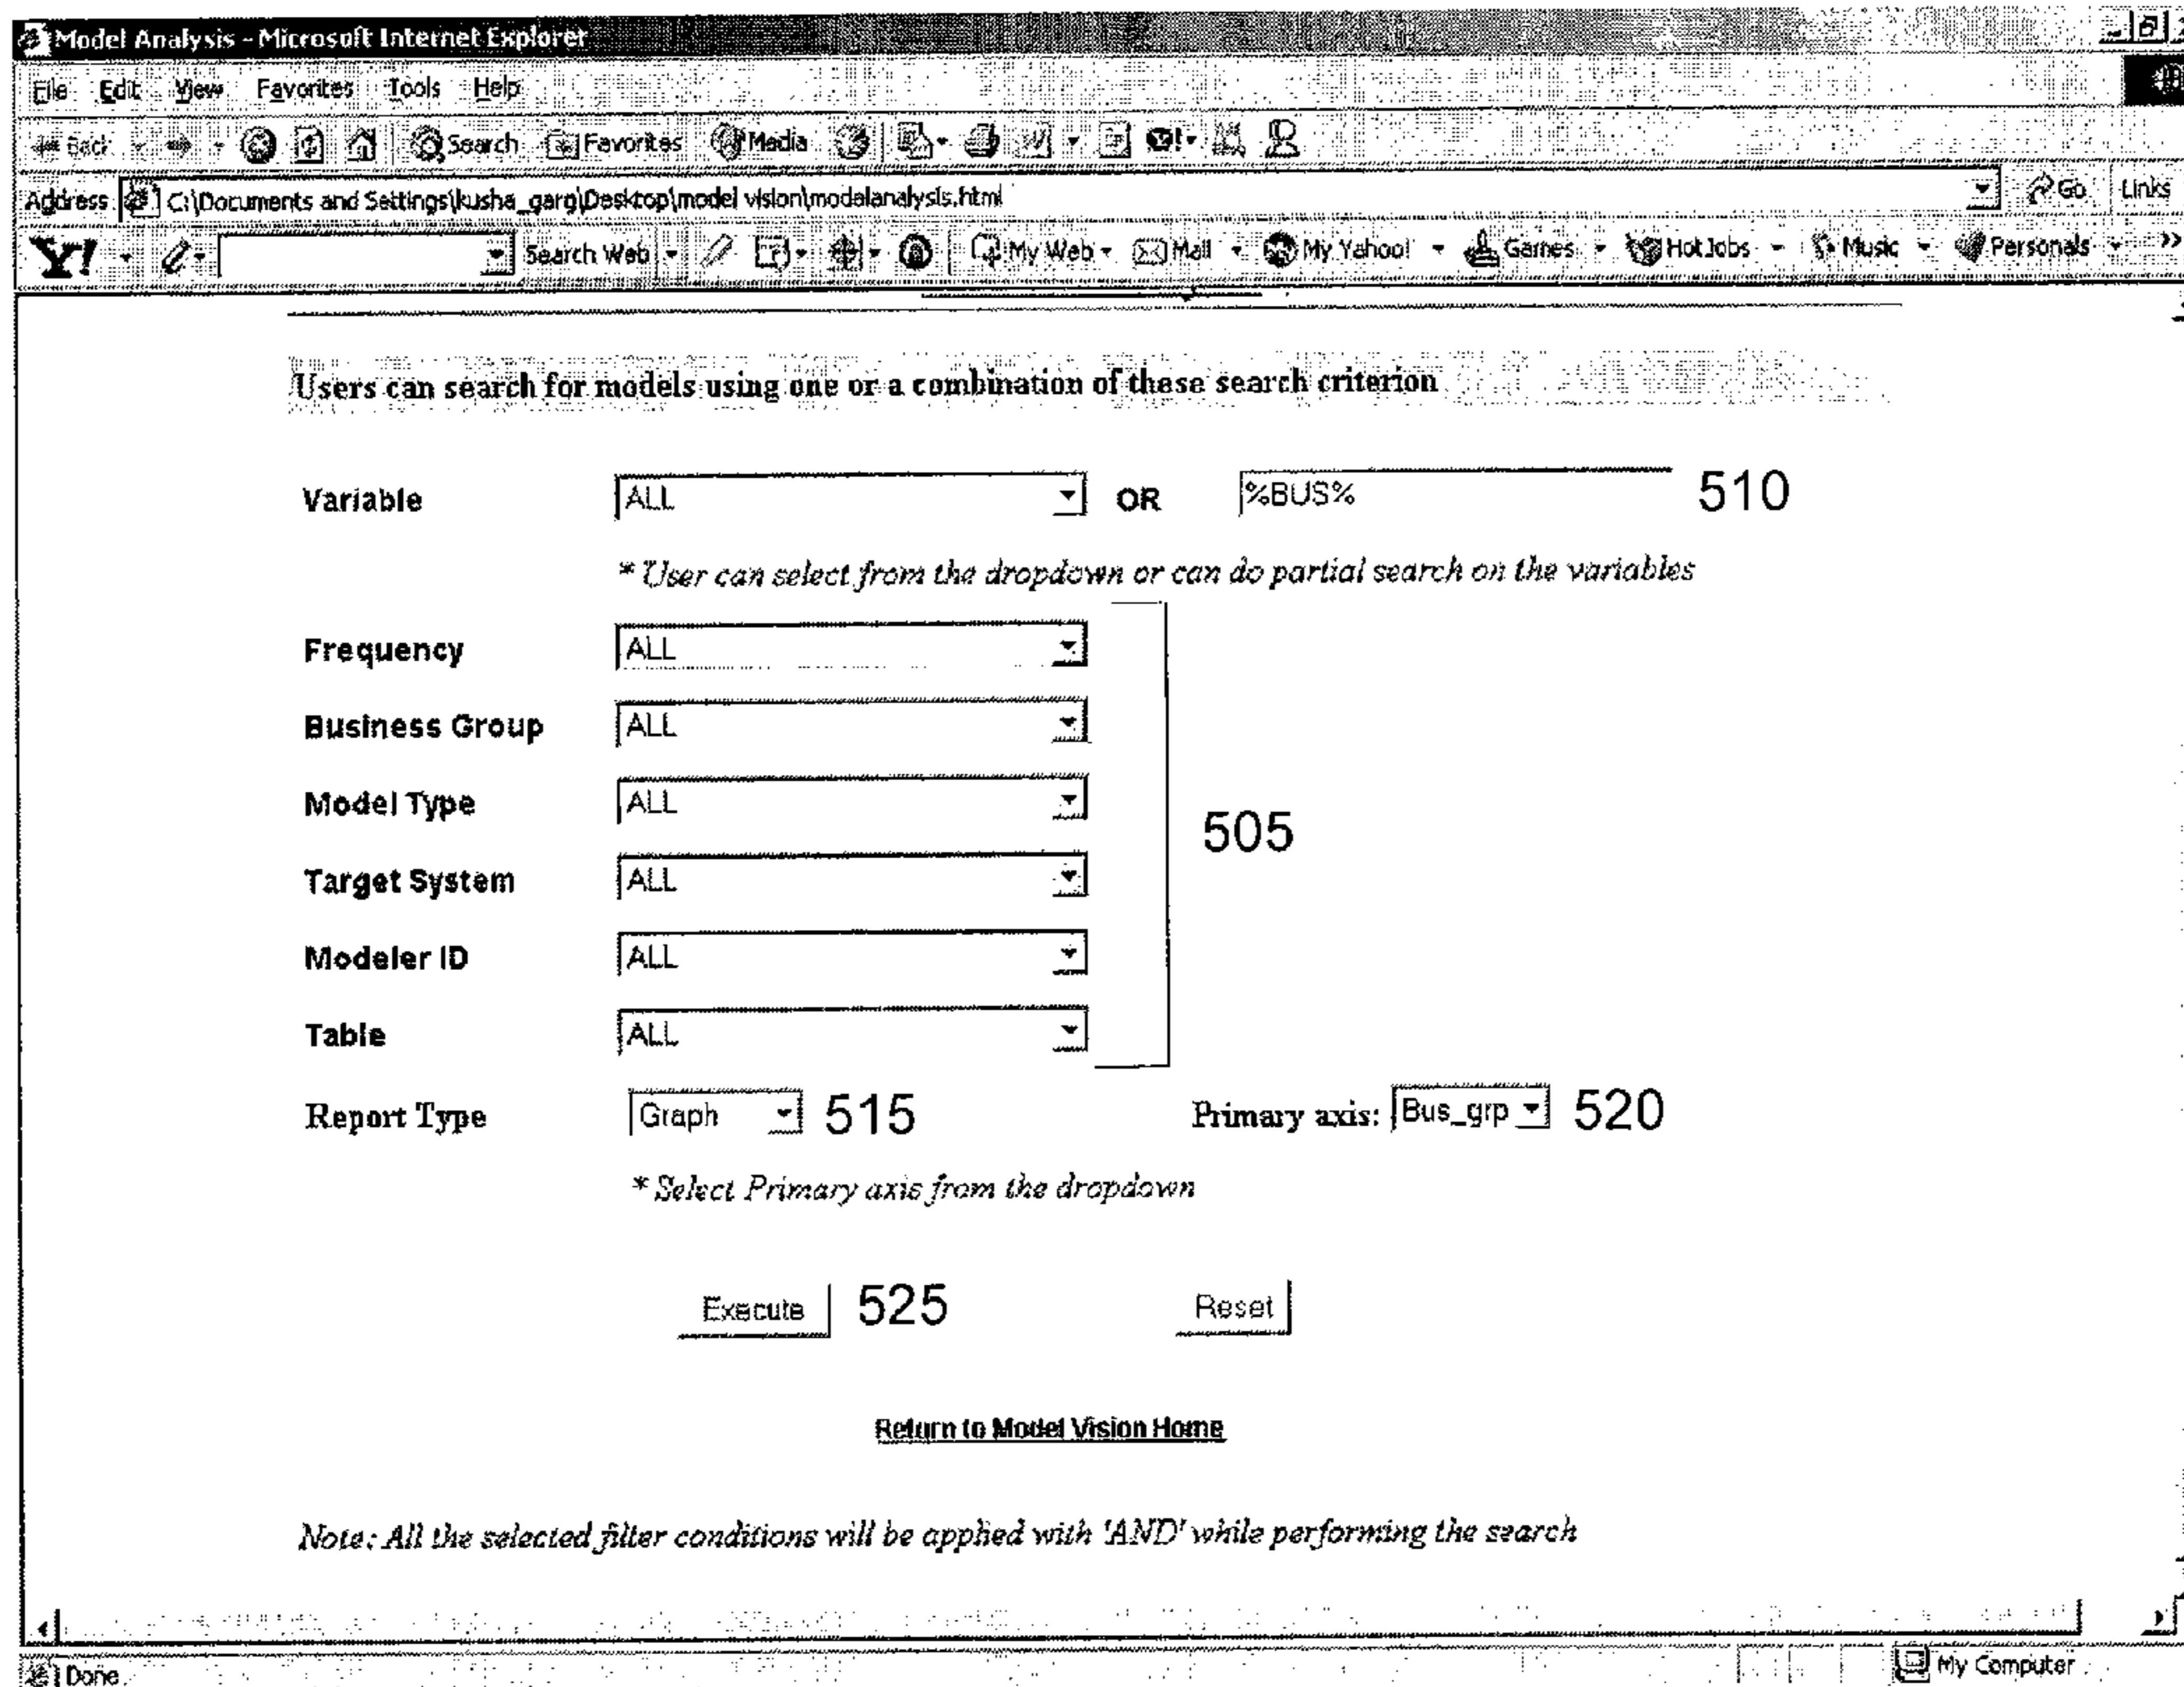 Model Analysis - Microsoft Internet Explorer
File Edit View Favorites Tools Help
Back Search Favorites Media
Address C:\Documents and Settings\kusha_garg\Desktop\model vision\modelanalysis.html Go Links
Y! Search Web My Web Mail My Yahoo! Games HotJobs Music Personals »
Users can search for models using one or a combination of these search criterion
Variable ALL OR %BUS% 510
* User can select from the dropdown or can do partial search on the variables
Frequency ALL
Business Group ALL
Model Type ALL
505
Target System ALL
Modeler ID ALL
Table ALL
Report Type Graph 515 Primary axis: Bus_grp 520
* Select Primary axis from the dropdown
Execute 525 Reset
Return to Model Vision Home
Note: All the selected filter conditions will be applied with 'AND' while performing the search
Done My Computer